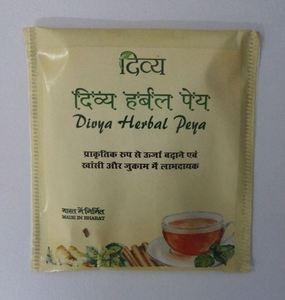 दिव्य
दिव्य हर्बल पेय
Divya Herbal Peya
प्राकृतिक रुप से ऊर्जा बढ़ाने एवं
खांसी और जुकाम में लाभदायक
भारत में निर्मित
MADE IN BHARAT